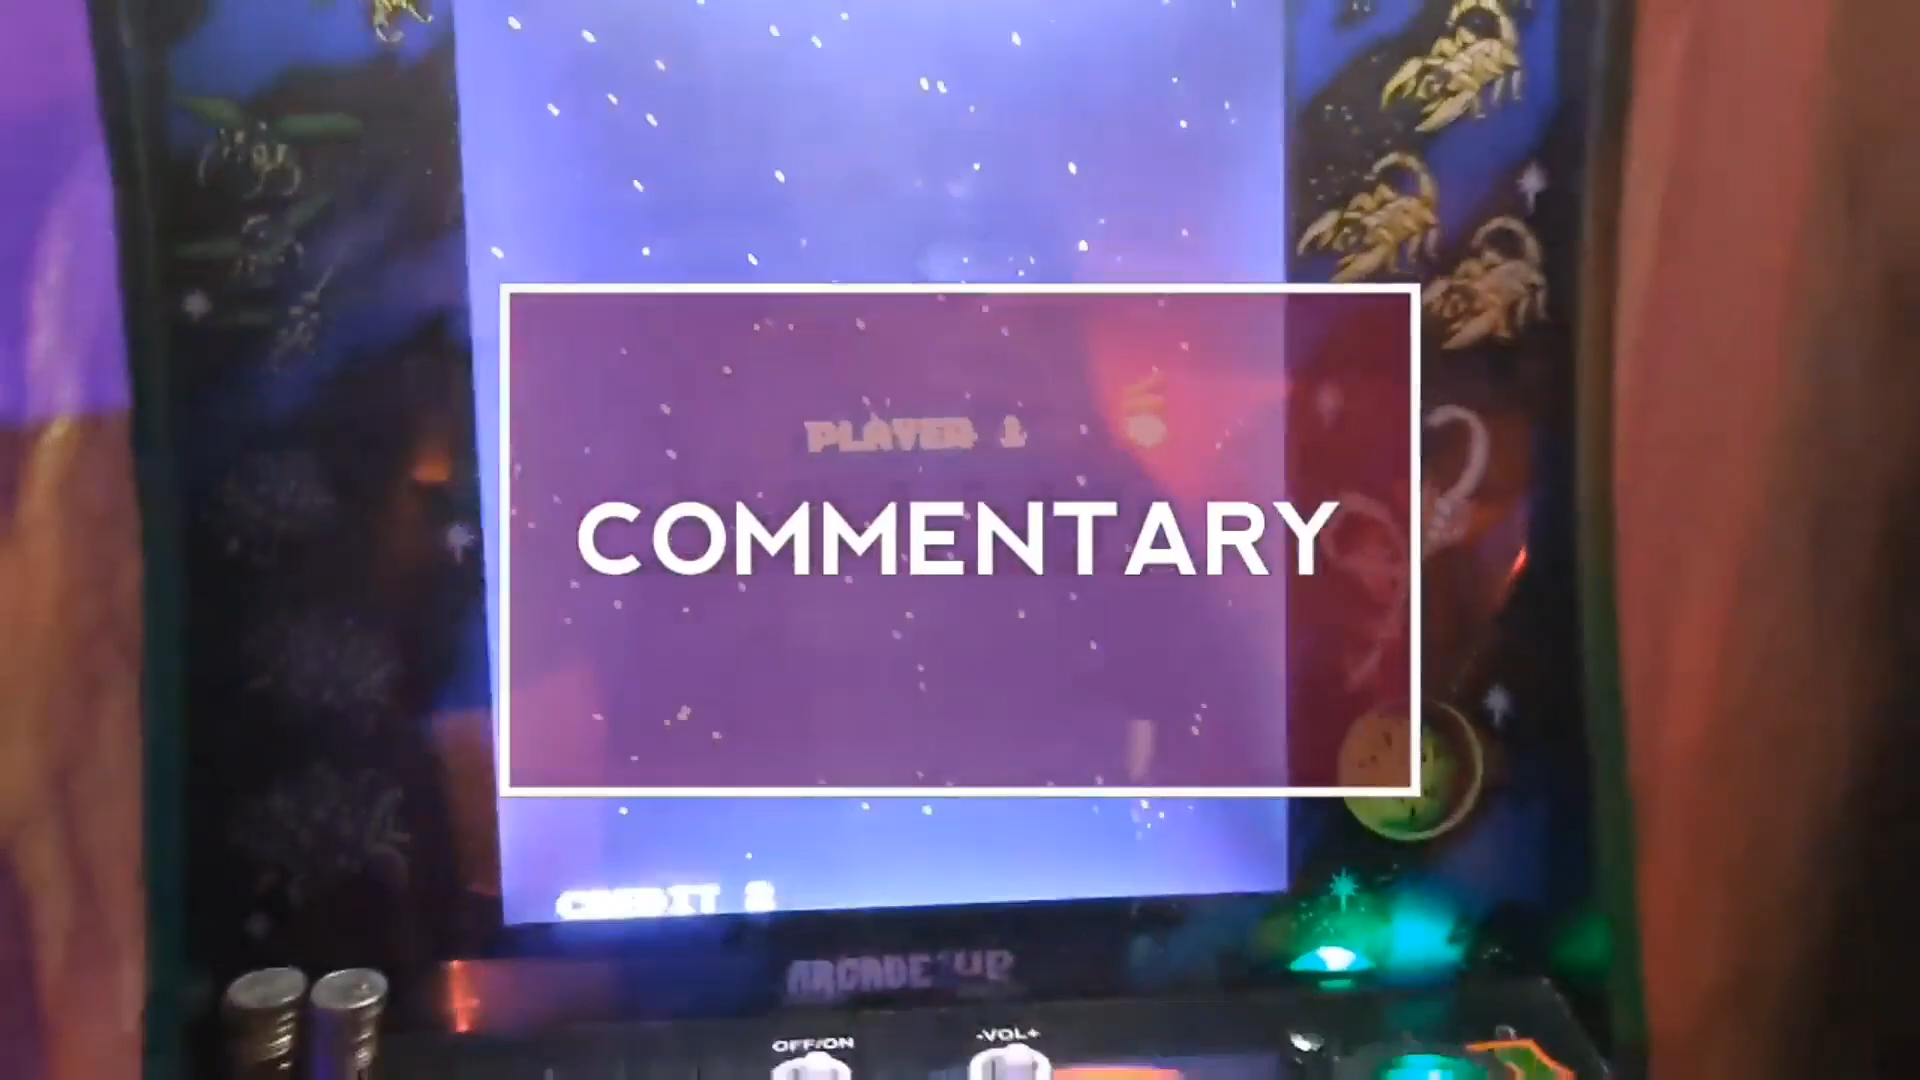 PLAYER 1
COMMENTARY
CREDIT 2
ARCADE1UP
OFF/ON
-VOL+